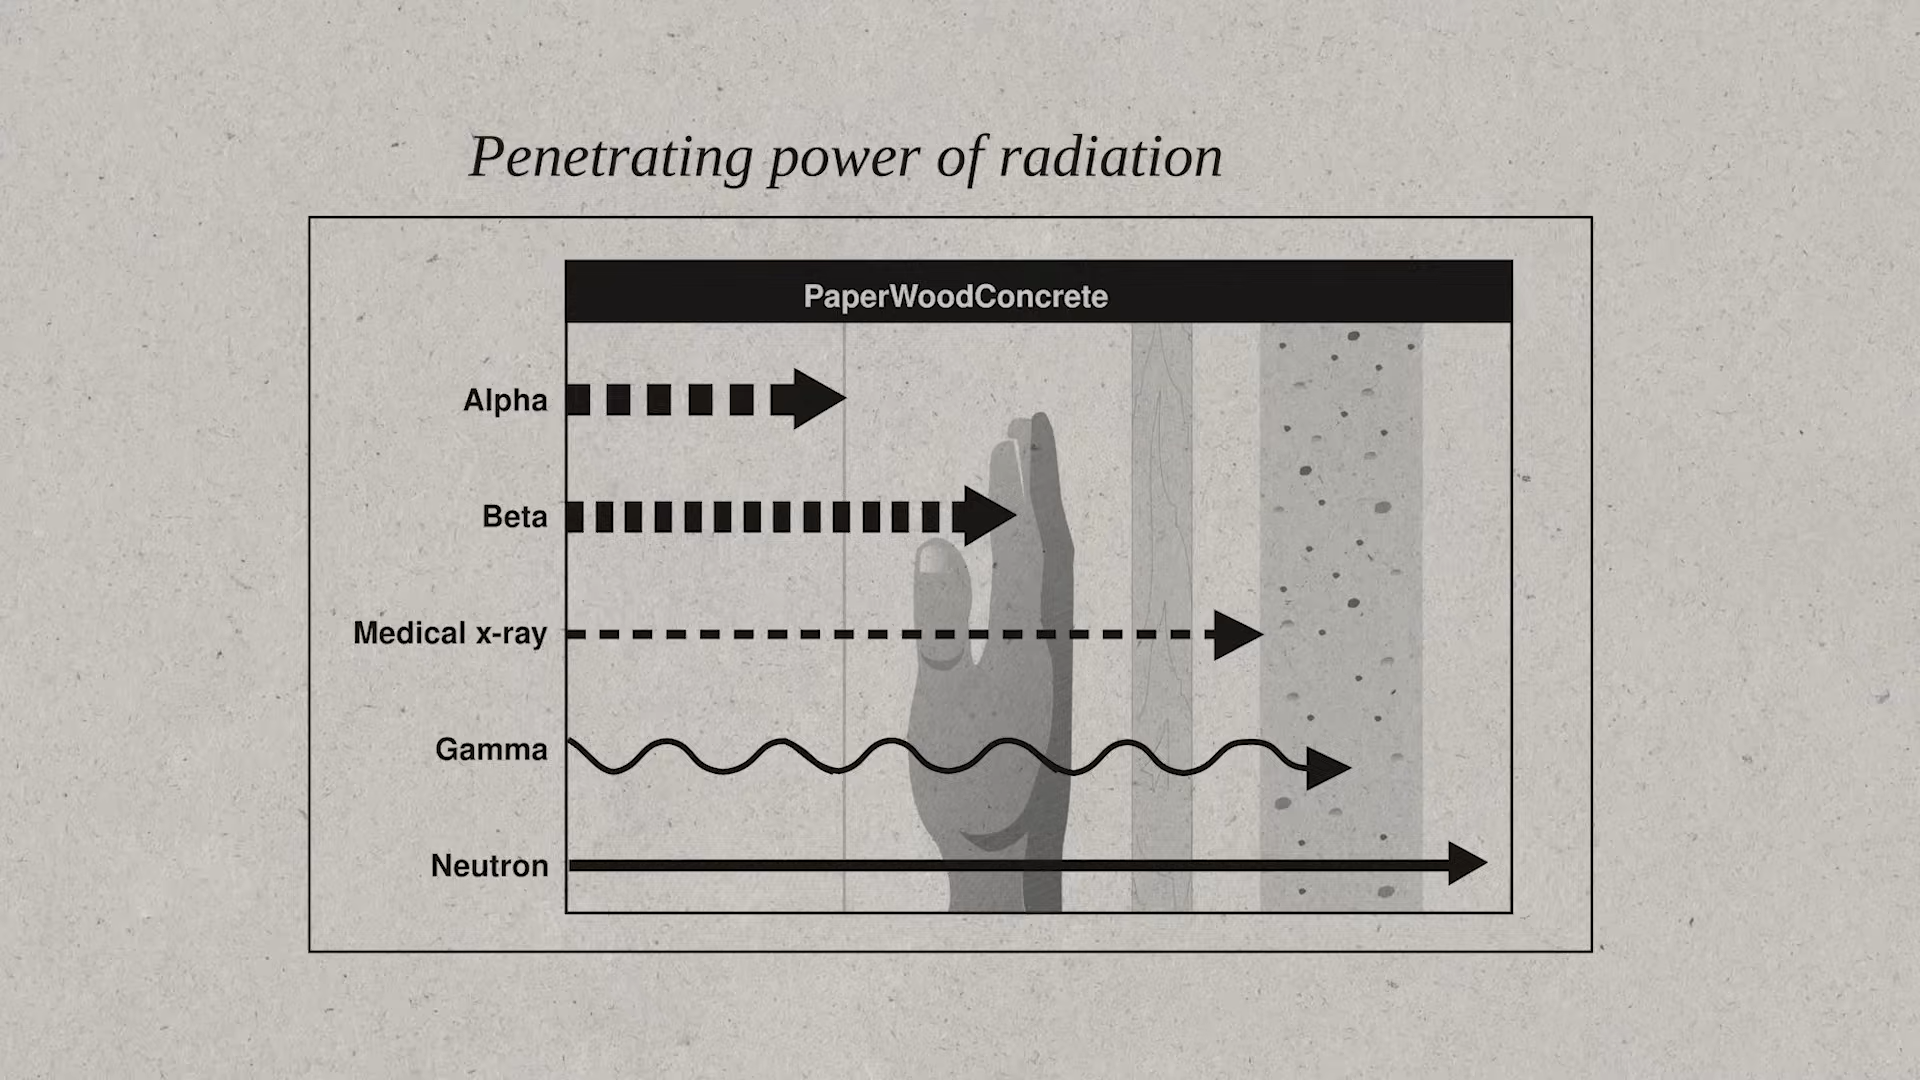 Penetrating power of radiation
PaperWoodConcrete
Alpha
Beta
Medical x-ray
Gamma
Neutron